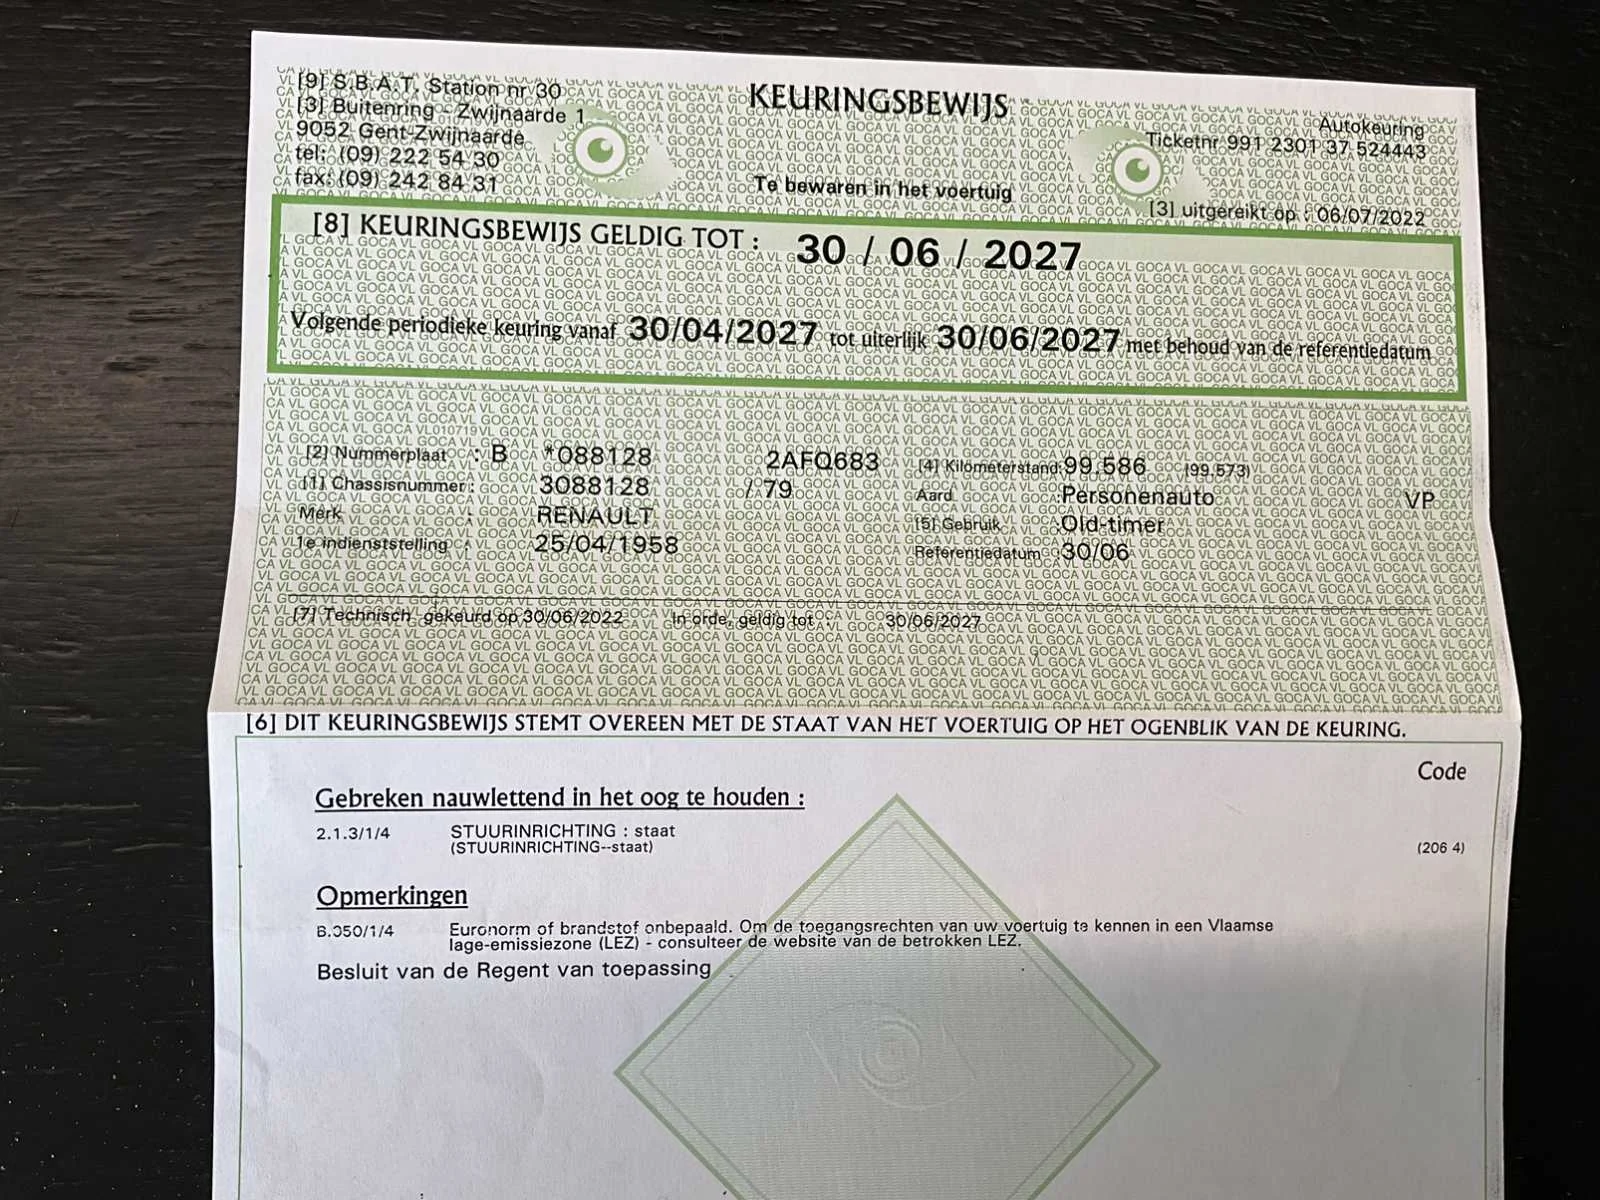 [9] S.B.A.T. Station nr 30
[3] Buitenring - Zwijnaarde 1
9052 Gent-Zwijnaarde
tel: (09) 222 54 30
fax: (09) 242 84 31
KEURINGSBEWIJS
Te bewaren in het voertuig
Autokeuring
Ticketnr 991 2301 37 524443
[3] uitgereikt op : 06/07/2022
[8] KEURINGSBEWIJS GELDIG TOT : 30 / 06 / 2027
Volgende periodieke keuring vanaf 30/04/2027 tot uiterlijk 30/06/2027 met behoud van de referentiedatum
[2] Nummerplaat : B *088128 2AFQ683
[1] Chassisnummer : 3088128 / 79
Merk : RENAULT
1e indienststelling : 25/04/1958
[4] Kilometerstand: 99.586 (99.573)
Aard : Personenauto VP
[5] Gebruik : Old-timer
Referentiedatum : 30/06
[7] Technisch gekeurd op 30/06/2022 In orde, geldig tot : 30/06/2027
[6] DIT KEURINGSBEWIJS STEMT OVEREEN MET DE STAAT VAN HET VOERTUIG OP HET OGENBLIK VAN DE KEURING.
Code
Gebreken nauwlettend in het oog te houden :
2.1.3/1/4 STUURINRICHTING : staat
(STUURINRICHTING--staat) (206 4)
Opmerkingen
B.050/1/4 Euronorm of brandstof onbepaald. Om de toegangsrechten van uw voertuig te kennen in een Vlaamse
lage-emissiezone (LEZ) - consulteer de website van de betrokken LEZ.
Besluit van de Regent van toepassing